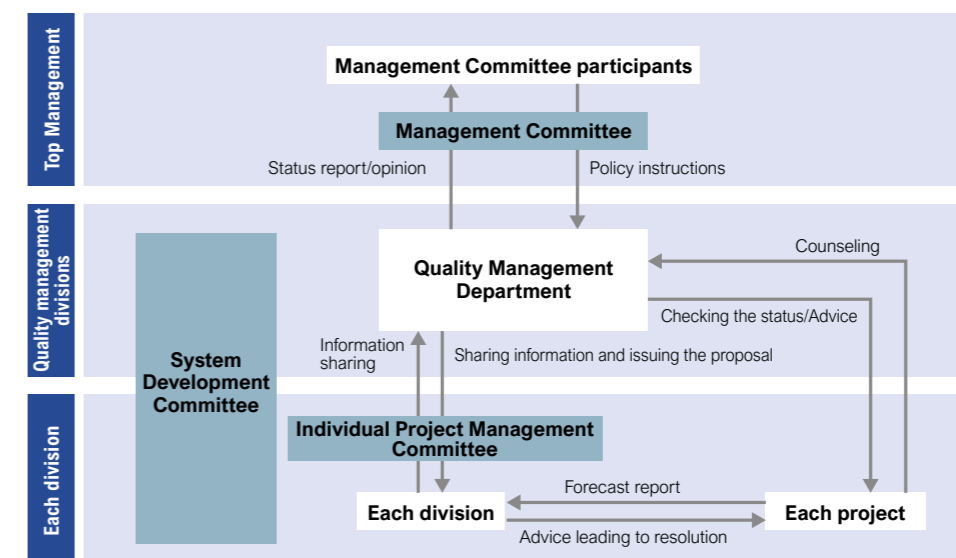 Top Management
Management Committee participants
Management Committee
Status report/opinion
Policy instructions
Quality management
divisions
Quality Management
Department
Counseling
Checking the status/Advice
Information
sharing
Sharing information and issuing the proposal
System
Development
Committee
Each division
Individual Project Management
Committee
Each division
Forecast report
Advice leading to resolution
Each project